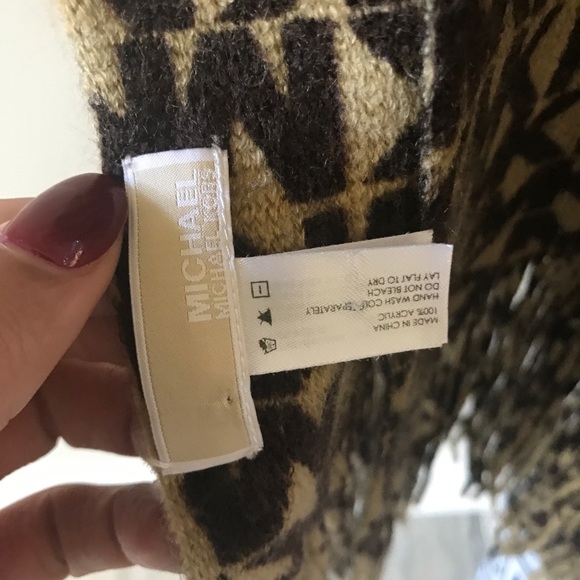 MICHAEL
MICHAEL KORS
MADE IN CHINA
100% ACRYLIC
HAND WASH COLD SEPARATELY
DO NOT BLEACH
LAY FLAT TO DRY